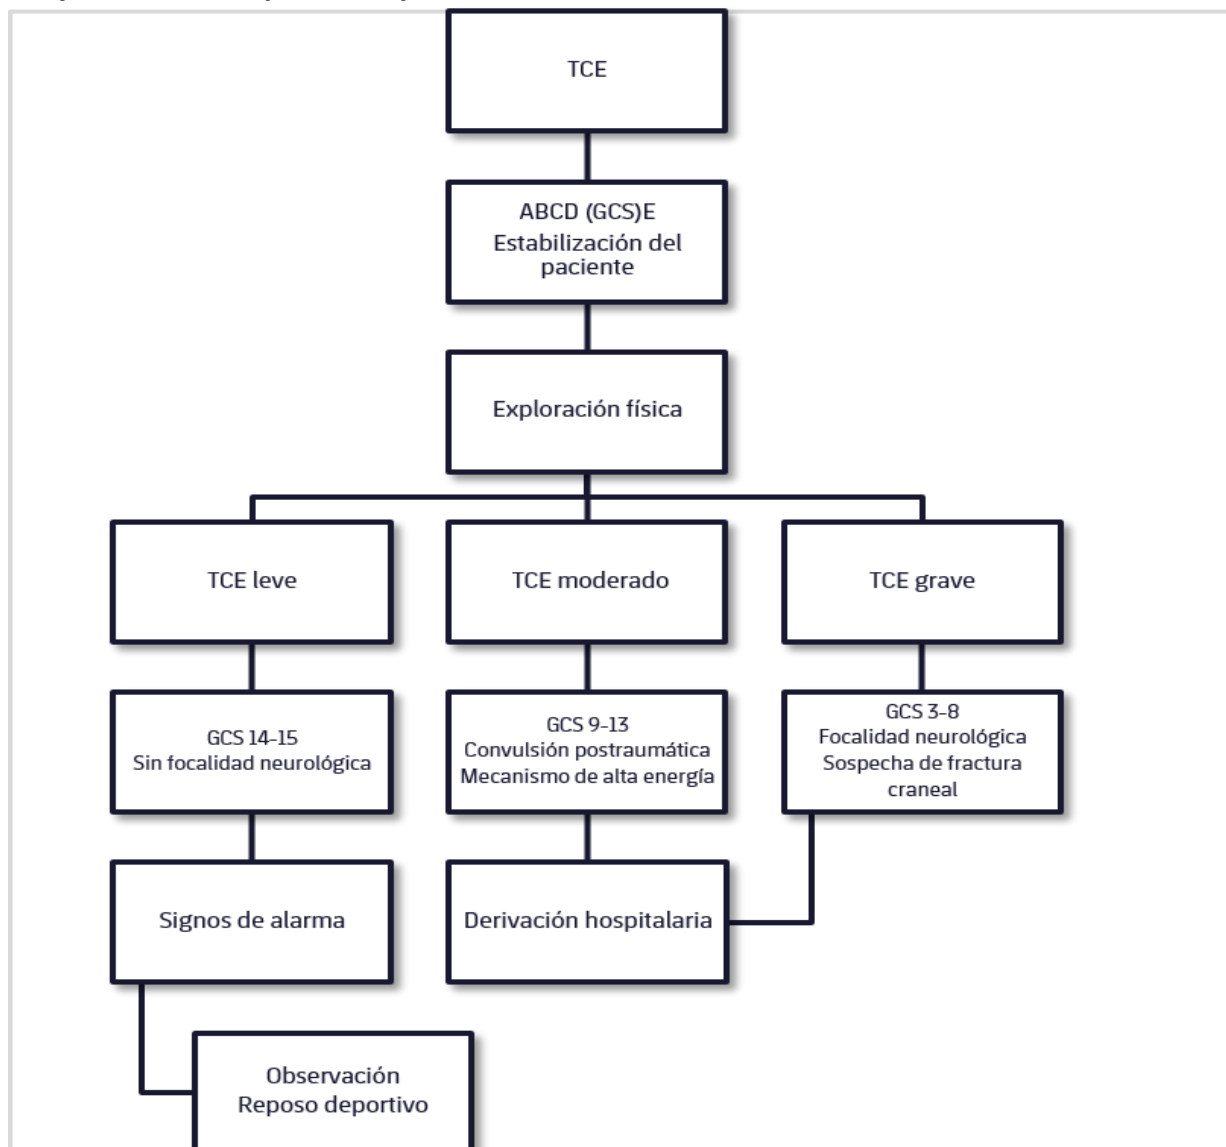 TCE
ABCD (GCS)E
Estabilización del
paciente
Exploración física
TCE leve
TCE moderado
TCE grave
GCS 14-15
Sin focalidad neurológica
GCS 9-13
Convulsión postraumática
Mecanismo de alta energía
GCS 3-8
Focalidad neurológica
Sospecha de fractura
craneal
Signos de alarma
Derivación hospitalaria
Observación
Reposo deportivo